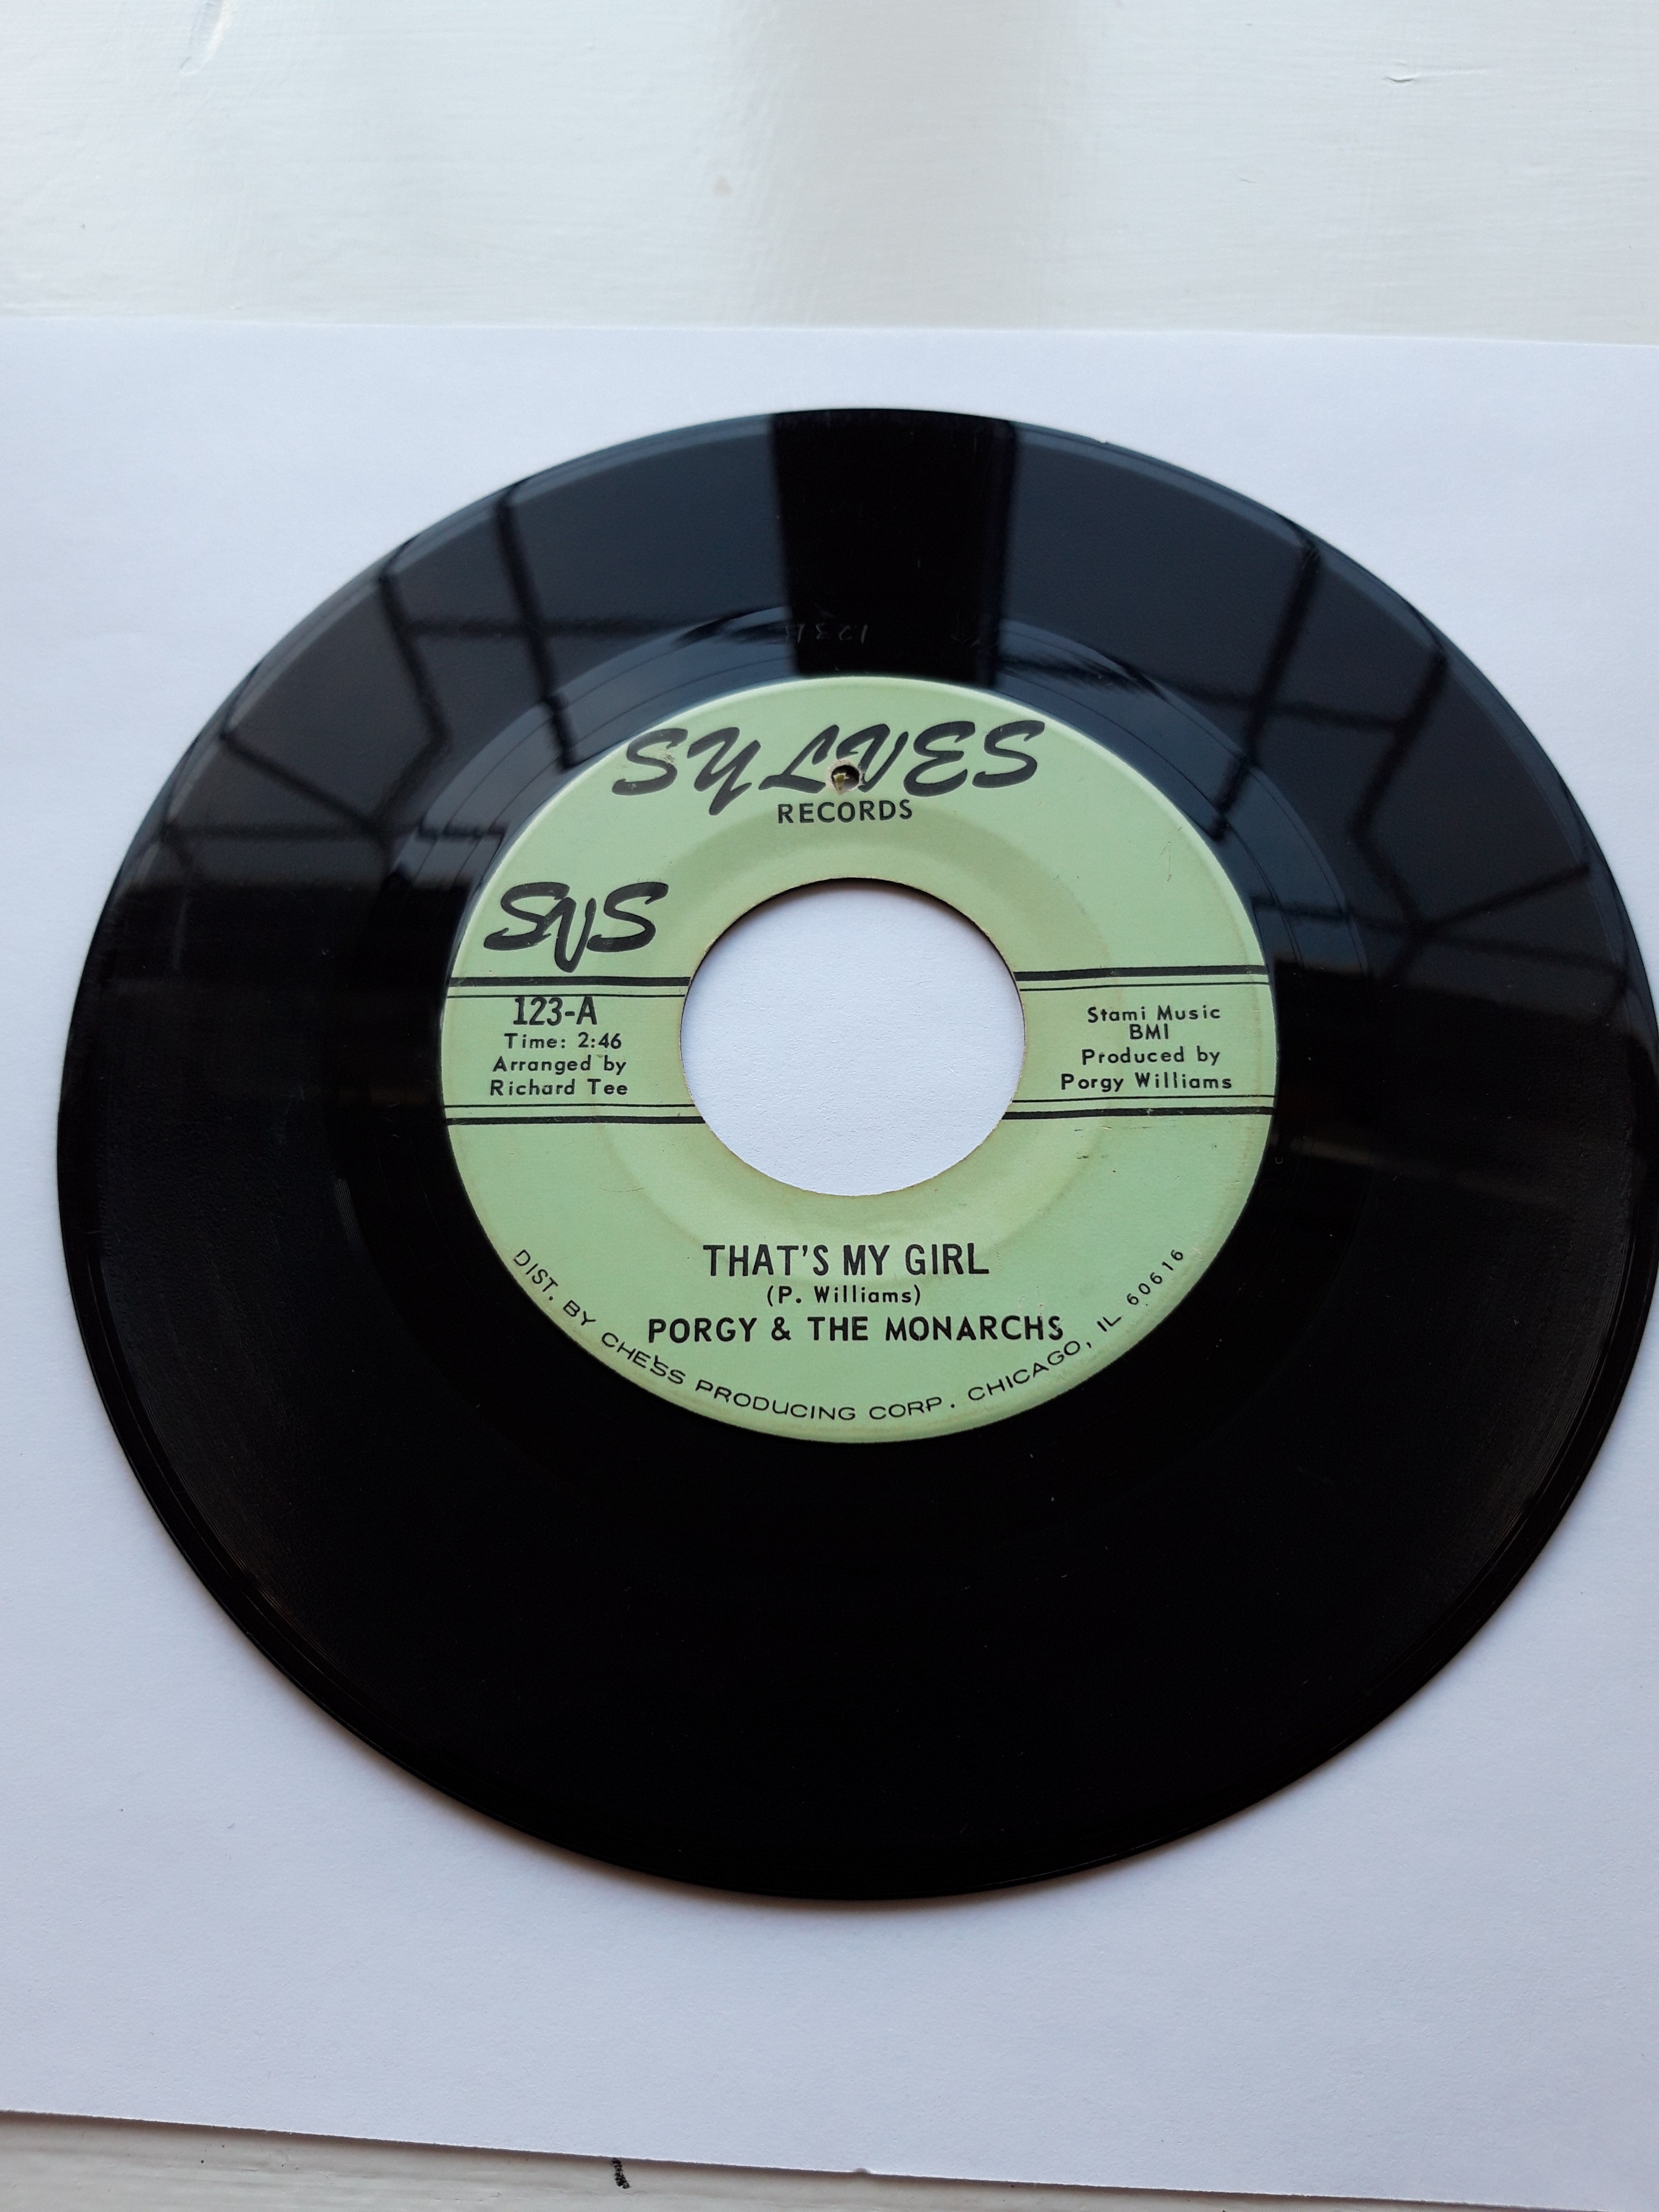 SYLVES
RECORDS
SVS
123-A
Time: 2:46
Arranged by
Richard Tee
Stami Music
BMI
Produced by
Porgy Williams
THAT'S MY GIRL
(P. Williams)
PORGY & THE MONARCHS
DIST. BY CHESS PRODUCING CORP. CHICAGO, IL 60616